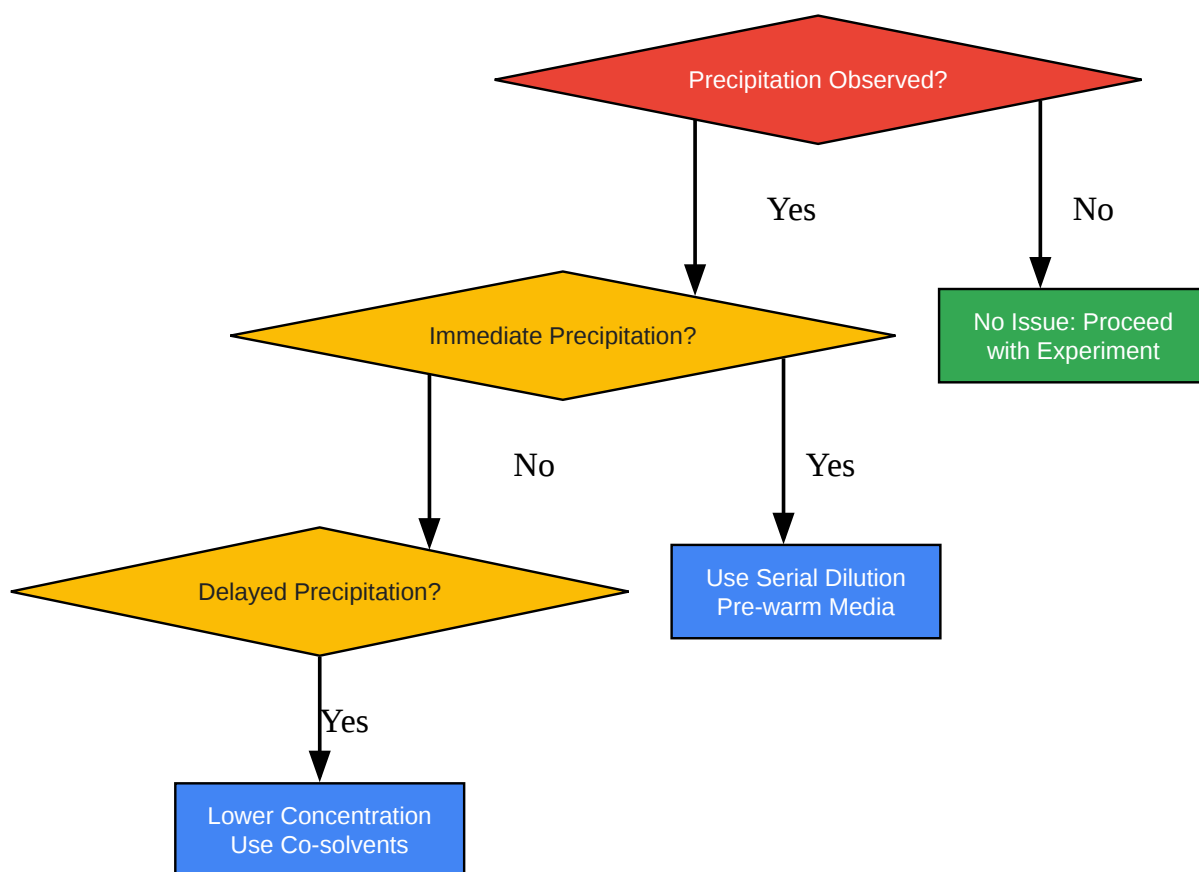 Precipitation Observed?
Yes
No
Immediate Precipitation?
No Issue: Proceed
with Experiment
No
Yes
Delayed Precipitation?
Use Serial Dilution
Pre-warm Media
Yes
Lower Concentration
Use Co-solvents